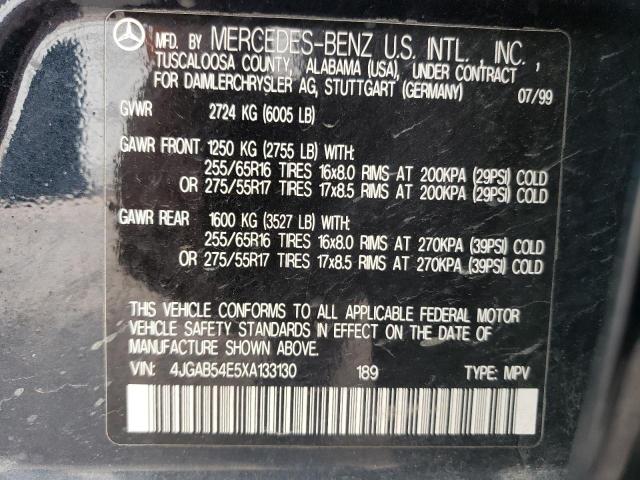 MFD. BY MERCEDES-BENZ U.S. INTL., INC.,
TUSCALOOSA COUNTY, ALABAMA (USA), UNDER CONTRACT
FOR DAIMLERCHRYSLER AG, STUTTGART (GERMANY) 07/99
GVWR 2724 KG (6005 LB)
GAWR FRONT 1250 KG (2755 LB) WITH:
255/65R16 TIRES 16x8.0 RIMS AT 200KPA (29PSI) COLD
OR 275/55R17 TIRES 17x8.5 RIMS AT 200KPA (29PSI) COLD
GAWR REAR 1600 KG (3527 LB) WITH:
255/65R16 TIRES 16x8.0 RIMS AT 270KPA (39PSI) COLD
OR 275/55R17 TIRES 17x8.5 RIMS AT 270KPA (39PSI) COLD
THIS VEHICLE CONFORMS TO ALL APPLICABLE FEDERAL MOTOR
VEHICLE SAFETY STANDARDS IN EFFECT ON THE DATE OF
MANUFACTURE SHOWN ABOVE.
VIN: 4JGAB54E5XA133130 189 TYPE: MPV